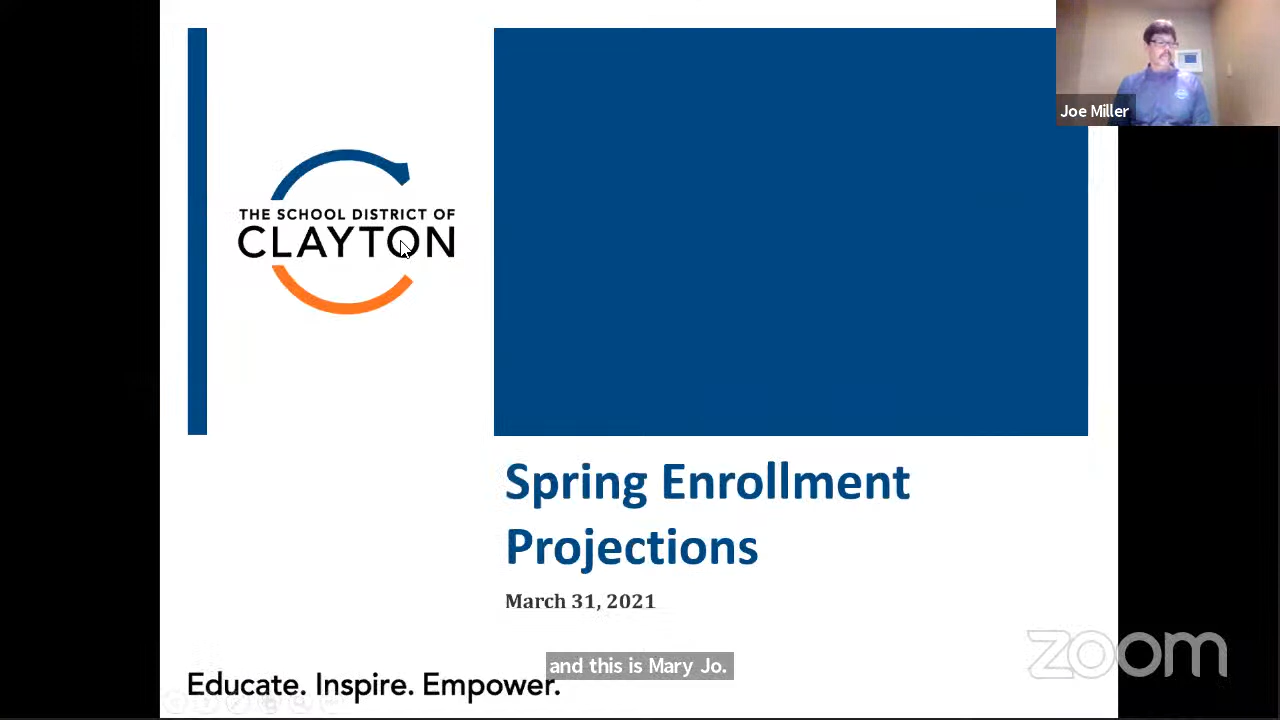 Joe Miller
THE SCHOOL DISTRICT OF
CLAYTON
Spring Enrollment
Projections
March 31, 2021
and this is Mary Jo.
Educate. Inspire. Empower.
zoom